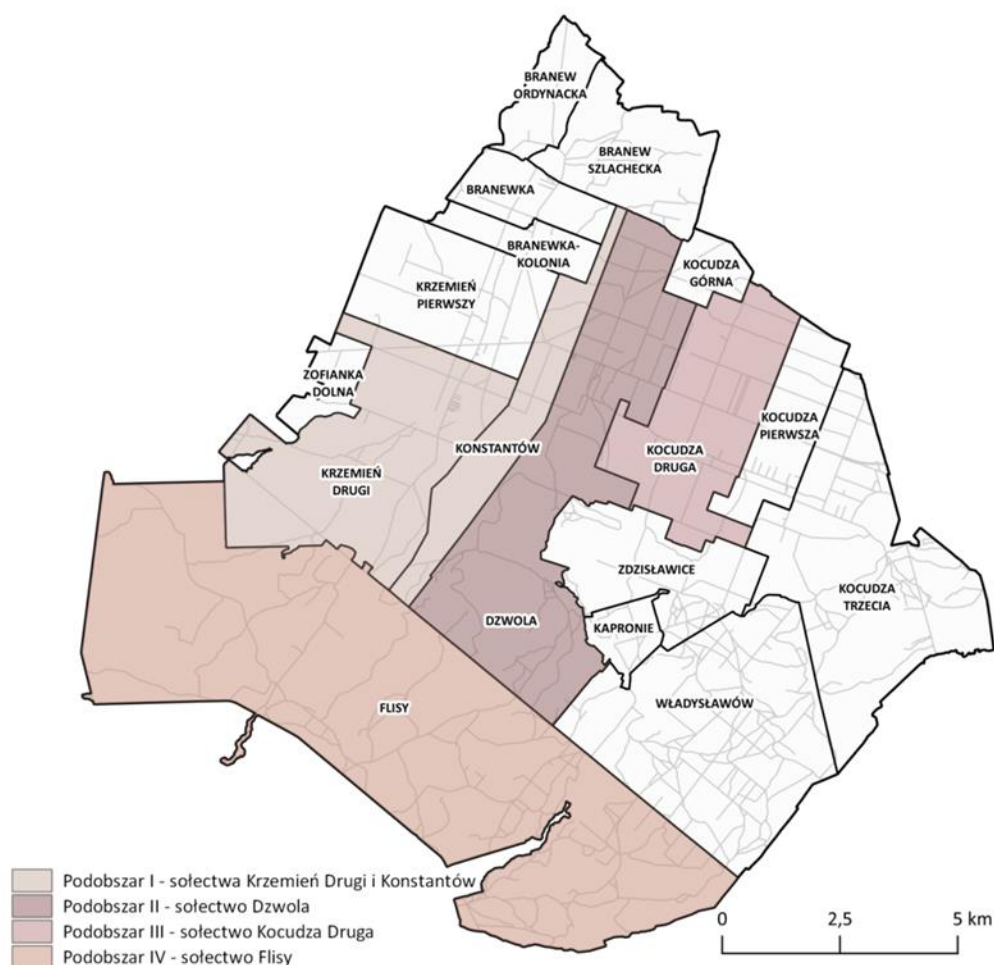 BRANEW
ORDYNACKA
BRANEW
SZLACHECKA
BRANEWKA
BRANEWKA-
KOLONIA
KOCUDZA
GÓRNA
KRZEMIEŃ
PIERWSZY
ZOFIANKA
DOLNA
KOCUDZA
PIERWSZA
KONSTANTÓW
KOCUDZA
DRUGA
KRZEMIEŃ
DRUGI
ZDZISŁAWICE
KOCUDZA
TRZECIA
DZWOLA
KAPRONIE
FLISY
WŁADYSŁAWÓW
Podobszar I - sołectwa Krzemień Drugi i Konstantów
Podobszar II - sołectwo Dzwola
Podobszar III - sołectwo Kocudza Druga
Podobszar IV - sołectwo Flisy
0 2,5 5 km